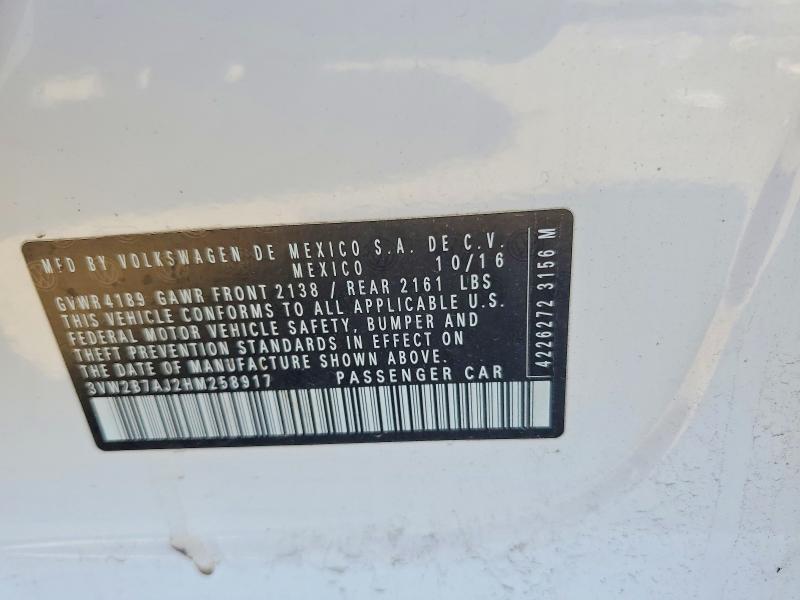 MFD BY VOLKSWAGEN DE MEXICO S.A. DE C.V.
MEXICO 10/16
GVWR4189 GAWR FRONT 2138 / REAR 2161 LBS
THIS VEHICLE CONFORMS TO ALL APPLICABLE U.S.
FEDERAL MOTOR VEHICLE SAFETY, BUMPER AND
THEFT PREVENTION STANDARDS IN EFFECT ON
THE DATE OF MANUFACTURE SHOWN ABOVE.
3VW2B7AJ2HM258917 PASSENGER CAR
4226272 3156 M